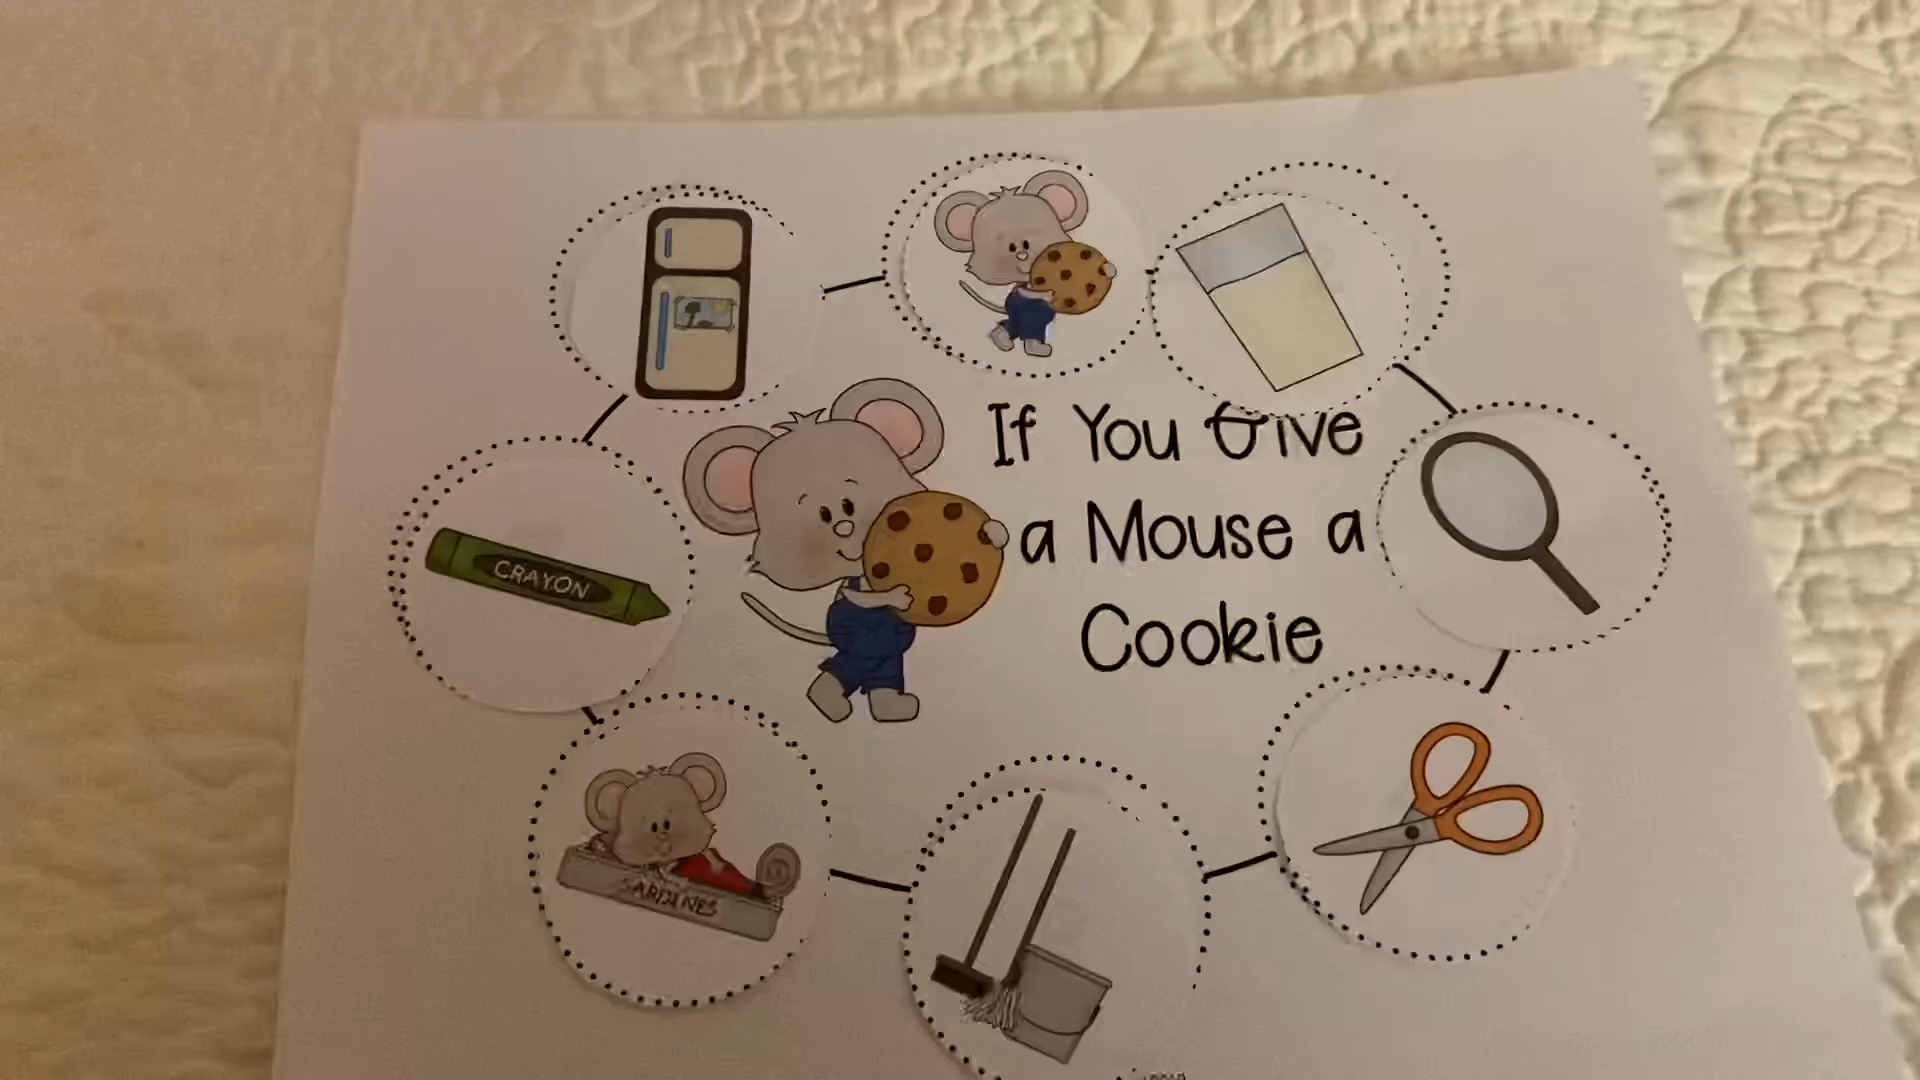 If You Give
a Mouse a
Cookie
CRAYON
SARDINES